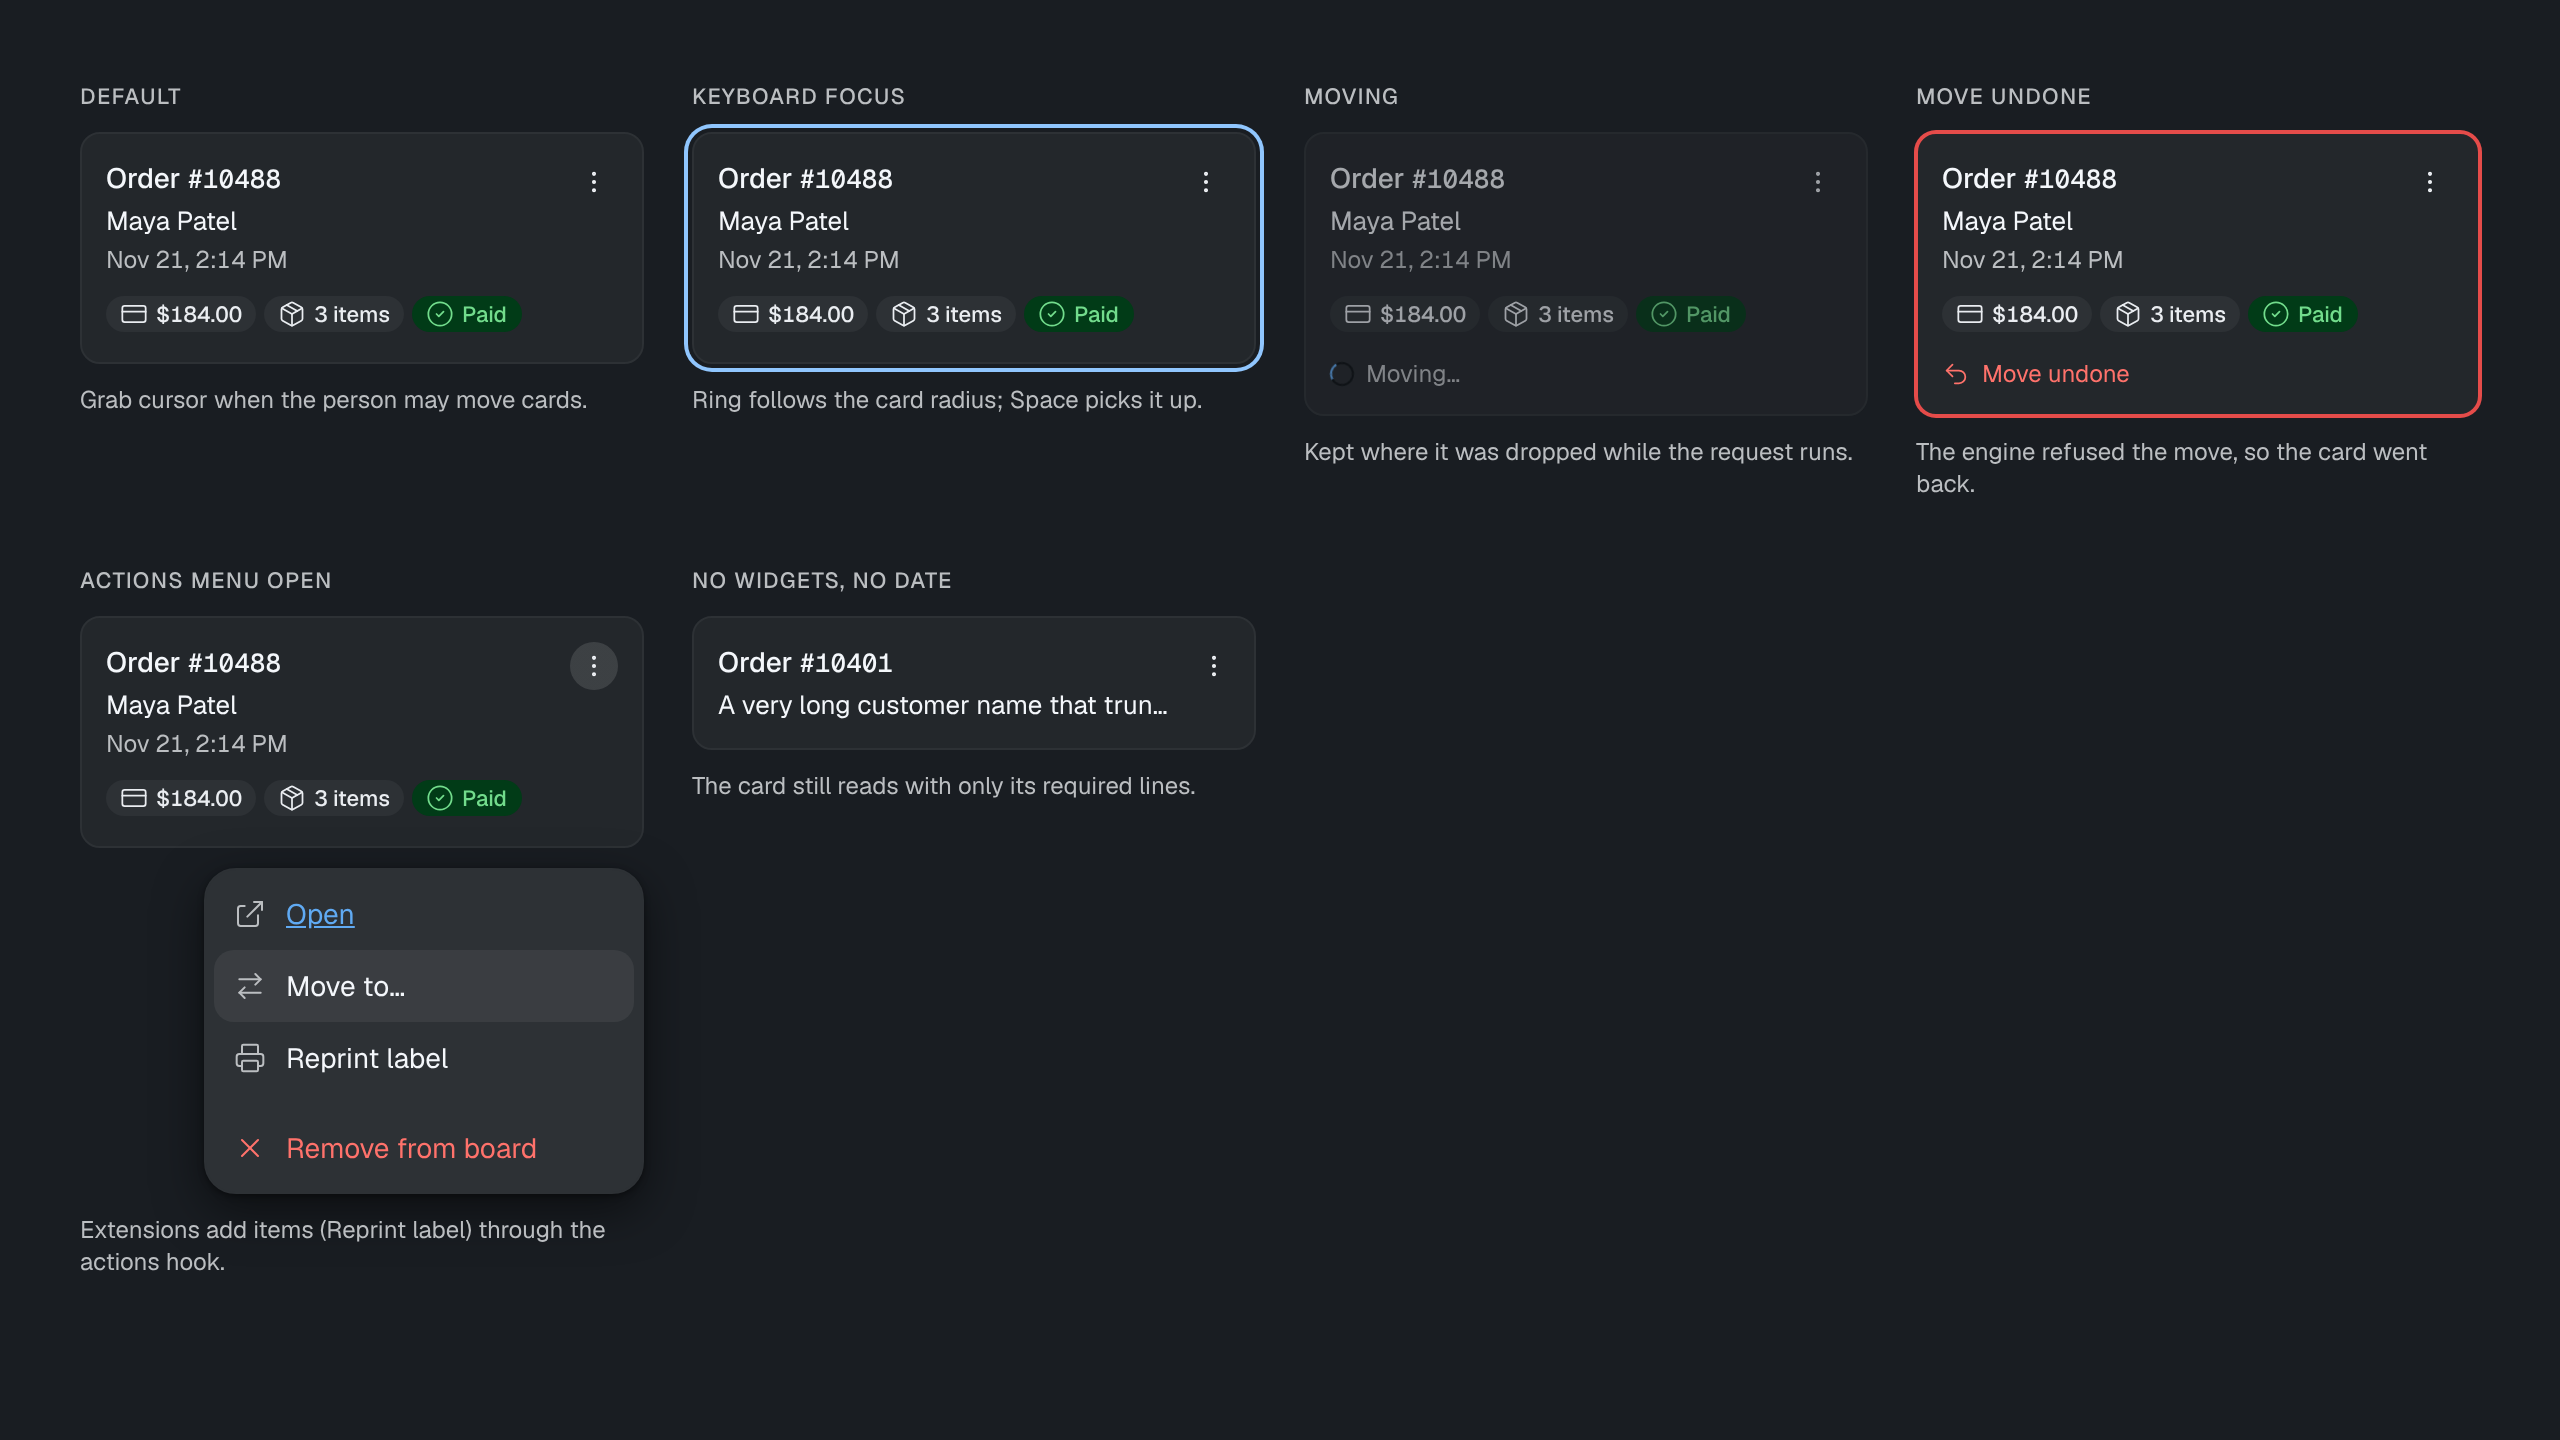 DEFAULT
Order #10488
Maya Patel
Nov 21, 2:14 PM
$184.00 3 items Paid
Grab cursor when the person may move cards.
KEYBOARD FOCUS
Order #10488
Maya Patel
Nov 21, 2:14 PM
$184.00 3 items Paid
Ring follows the card radius; Space picks it up.
MOVING
Order #10488
Maya Patel
Nov 21, 2:14 PM
$184.00 3 items Paid
Moving…
Kept where it was dropped while the request runs.
MOVE UNDONE
Order #10488
Maya Patel
Nov 21, 2:14 PM
$184.00 3 items Paid
Move undone
The engine refused the move, so the card went
back.
ACTIONS MENU OPEN
Order #10488
Maya Patel
Nov 21, 2:14 PM
$184.00 3 items Paid
Open
Move to…
Reprint label
Remove from board
Extensions add items (Reprint label) through the
actions hook.
NO WIDGETS, NO DATE
Order #10401
A very long customer name that trun…
The card still reads with only its required lines.